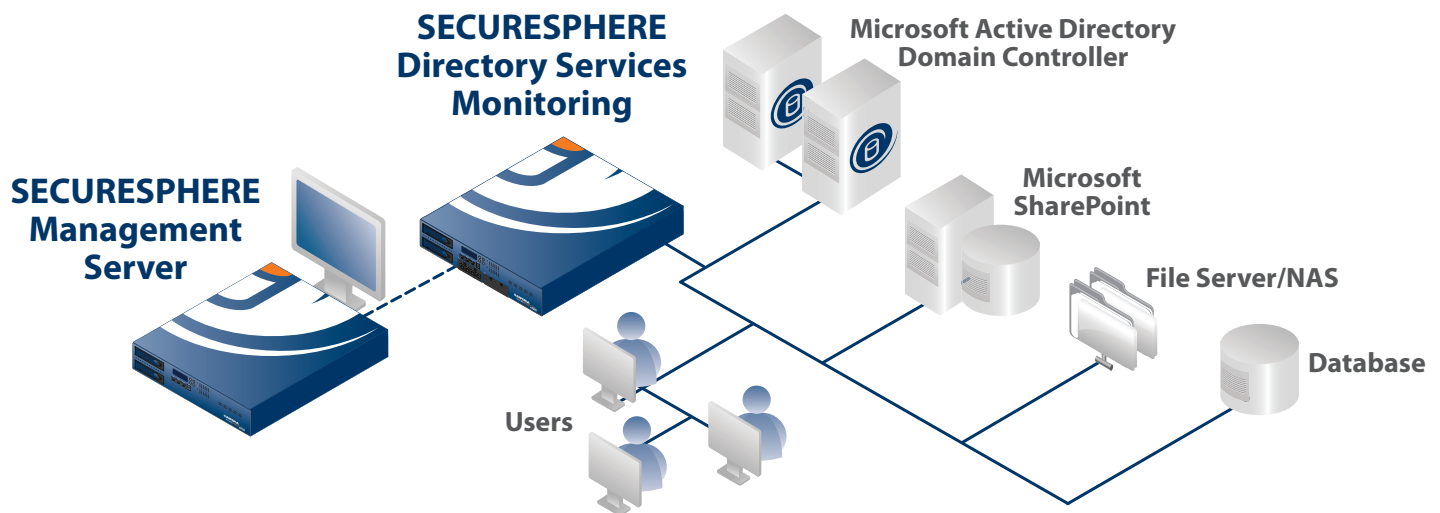 SECURESPHERE
Directory Services
Monitoring
Microsoft Active Directory
Domain Controller
SECURESPHERE
Management
Server
Microsoft
SharePoint
File Server/NAS
Database
Users